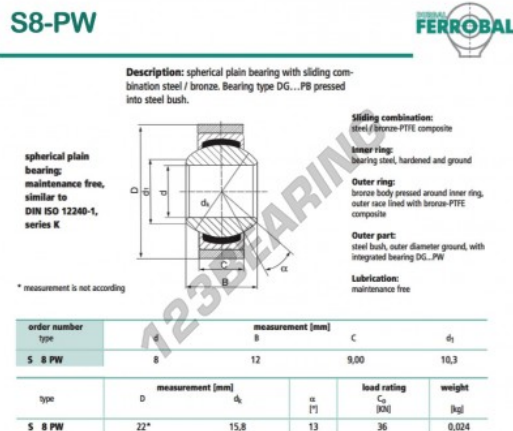 S8-PW
DURBAL
FERROBAL
Description: spherical plain bearing with sliding com-
bination steel / bronze. Bearing type DG...PB pressed
into steel bush.
spherical plain
bearing;
maintenance free,
similar to
DIN ISO 12240-1,
series K
* measurement is not according
D
d₁
d
dₖ
C
B
α
Sliding combination:
steel / bronze-PTFE composite
Inner ring:
bearing steel, hardened and ground
Outer ring:
bronze body pressed around inner ring,
outer race lined with bronze-PTFE
composite
Outer part:
steel bush, outer diameter ground, with
integrated bearing DG...PW
Lubrication:
maintenance free
123BEARING
order number measurement [mm]
type d B C d₁
S 8 PW 8 12 9,00 10,3
measurement [mm] load rating weight
type D dₖ α C₀
[°] [KN] [kg]
S 8 PW 22* 15,8 13 36 0,024